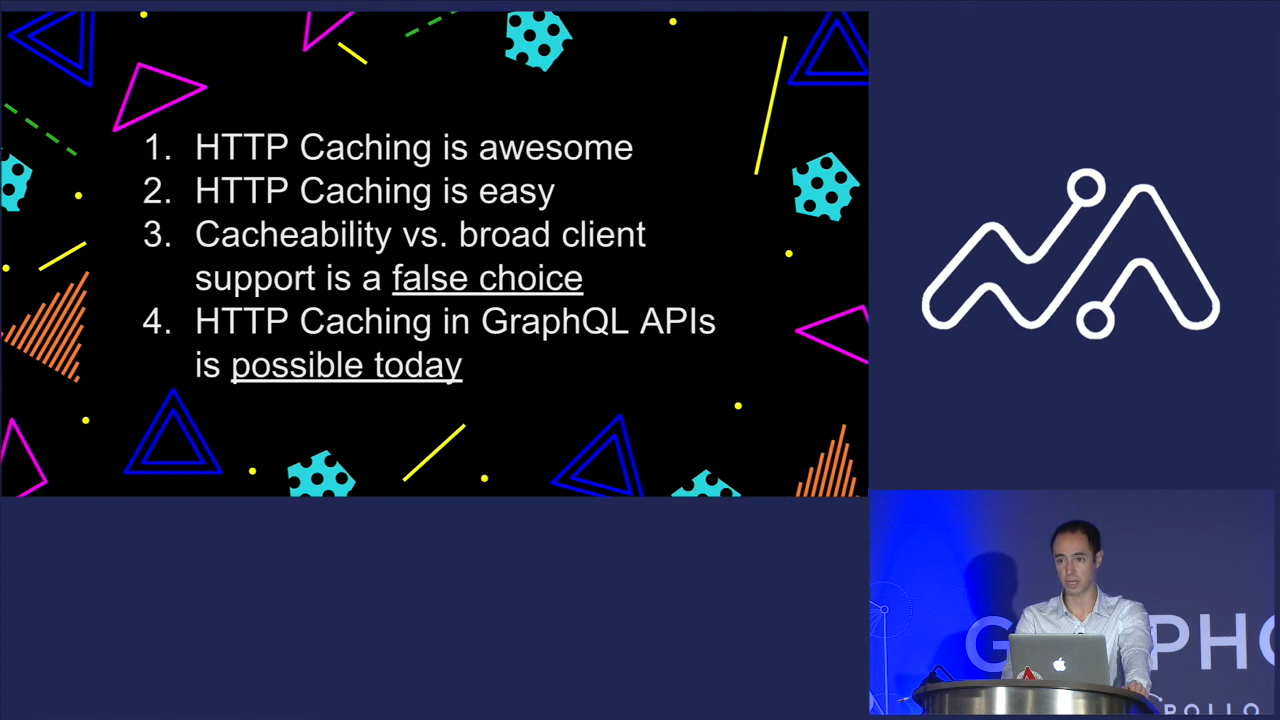 1. HTTP Caching is awesome
2. HTTP Caching is easy
3. Cacheability vs. broad client
support is a false choice
4. HTTP Caching in GraphQL APIs
is possible today